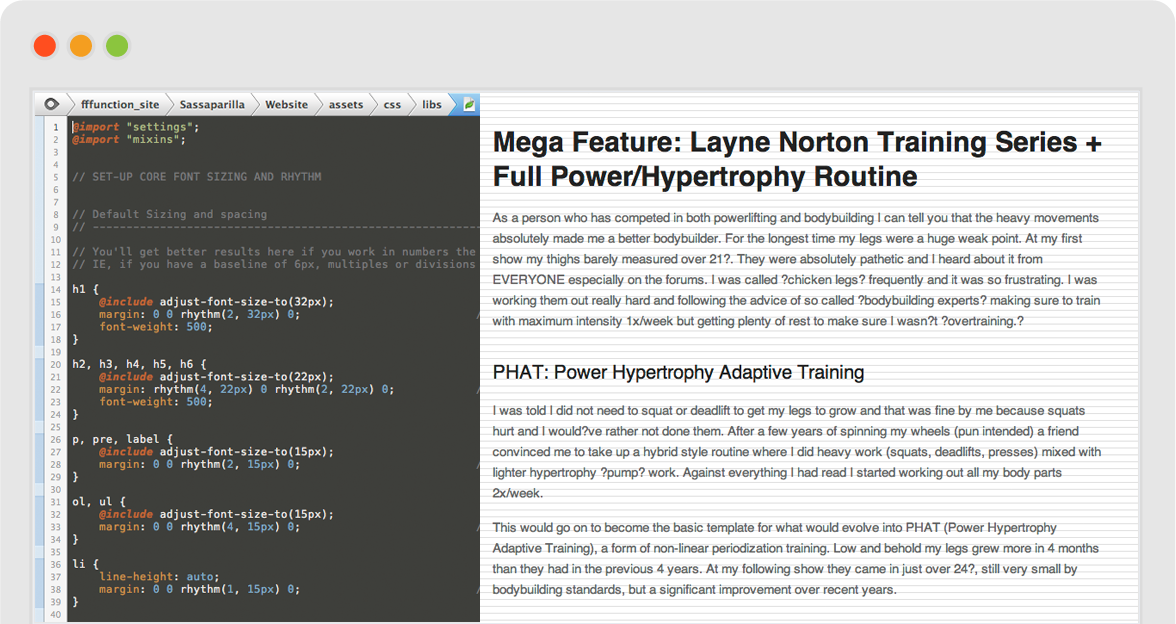 fffunction_site Sassaparilla Website assets css libs
1 @import "settings";
2 @import "mixins";
3
4
5 // SET-UP CORE FONT SIZING AND RHYTHM
6
7
8 // Default Sizing and spacing
9 // ----------------------------------------------------------
10
11 // You'll get better results here if you work in numbers the
12 // IE, if you have a baseline of 6px, multiples or divisions
13
14 h1 {
15 @include adjust-font-size-to(32px);
16 margin: 0 0 rhythm(2, 32px) 0;
17 font-weight: 500;
18 }
19
20 h2, h3, h4, h5, h6 {
21 @include adjust-font-size-to(22px);
22 margin: rhythm(4, 22px) 0 rhythm(2, 22px) 0;
23 font-weight: 500;
24 }
25
26 p, pre, label {
27 @include adjust-font-size-to(15px);
28 margin: 0 0 rhythm(2, 15px) 0;
29 }
30
31 ol, ul {
32 @include adjust-font-size-to(15px);
33 margin: 0 0 rhythm(4, 15px) 0;
34 }
35
36 li {
37 line-height: auto;
38 margin: 0 0 rhythm(1, 15px) 0;
39 }
40
Mega Feature: Layne Norton Training Series +
Full Power/Hypertrophy Routine
As a person who has competed in both powerlifting and bodybuilding I can tell you that the heavy movements
absolutely made me a better bodybuilder. For the longest time my legs were a huge weak point. At my first
show my thighs barely measured over 21?. They were absolutely pathetic and I heard about it from
EVERYONE especially on the forums. I was called ?chicken legs? frequently and it was so frustrating. I was
working them out really hard and following the advice of so called ?bodybuilding experts? making sure to train
with maximum intensity 1x/week but getting plenty of rest to make sure I wasn?t ?overtraining.?
PHAT: Power Hypertrophy Adaptive Training
I was told I did not need to squat or deadlift to get my legs to grow and that was fine by me because squats
hurt and I would?ve rather not done them. After a few years of spinning my wheels (pun intended) a friend
convinced me to take up a hybrid style routine where I did heavy work (squats, deadlifts, presses) mixed with
lighter hypertrophy ?pump? work. Against everything I had read I started working out all my body parts
2x/week.
This would go on to become the basic template for what would evolve into PHAT (Power Hypertrophy
Adaptive Training), a form of non-linear periodization training. Low and behold my legs grew more in 4 months
than they had in the previous 4 years. At my following show they came in just over 24?, still very small by
bodybuilding standards, but a significant improvement over recent years.